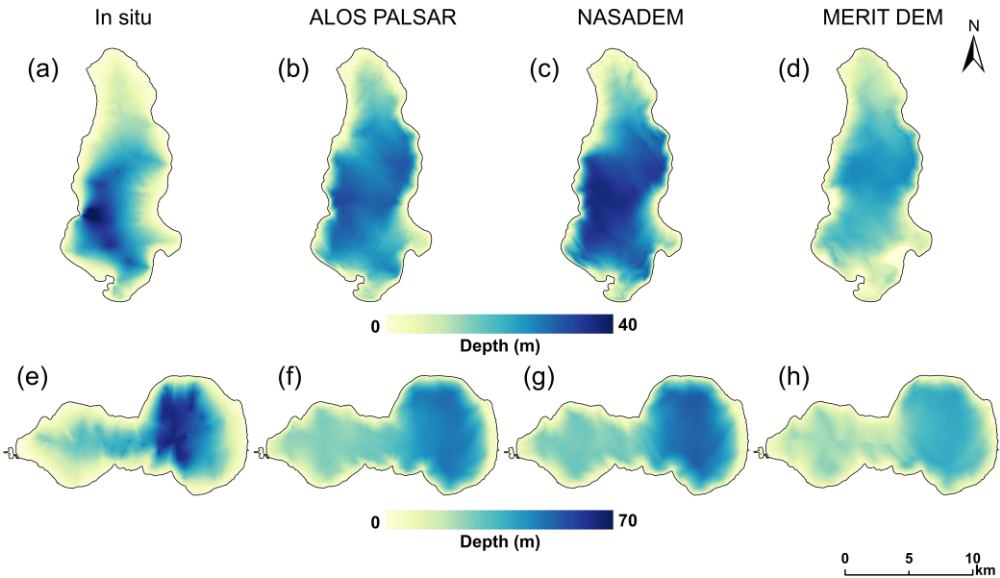 In situ
ALOS PALSAR
NASADEM
MERIT DEM
N
(a)
(b)
(c)
(d)
0
40
Depth (m)
(e)
(f)
(g)
(h)
0
70
Depth (m)
0
5
10
km